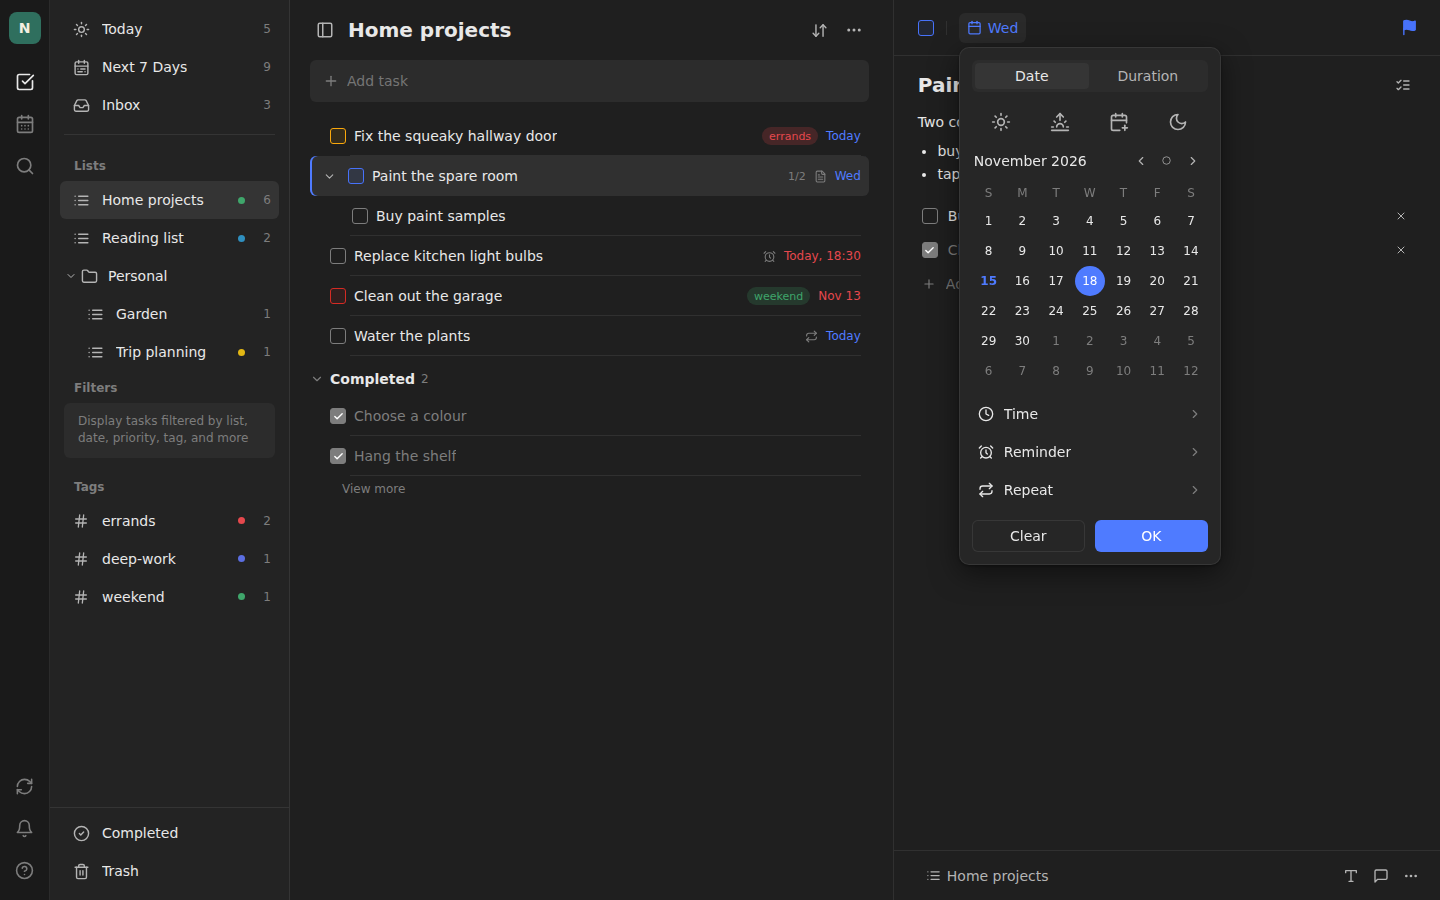 N
Today 5
Next 7 Days 9
Inbox 3
Lists
Home projects 6
Reading list 2
Personal
Garden 1
Trip planning 1
Filters
Display tasks filtered by list,
date, priority, tag, and more
Tags
errands 2
deep-work 1
weekend 1
Completed
Trash
Home projects
Add task
Fix the squeaky hallway door errands Today
Paint the spare room 1/2 Wed
Buy paint samples
Replace kitchen light bulbs Today, 18:30
Clean out the garage weekend Nov 13
Water the plants Today
Completed 2
Choose a colour
Hang the shelf
View more
Wed
Two
Date Duration
November 2026
S M T W T F S
1 2 3 4 5 6 7
8 9 10 11 12 13 14
15 16 17 18 19 20 21
22 23 24 25 26 27 28
29 30 1 2 3 4 5
6 7 8 9 10 11 12
Time
Reminder
Repeat
Clear OK
Home projects